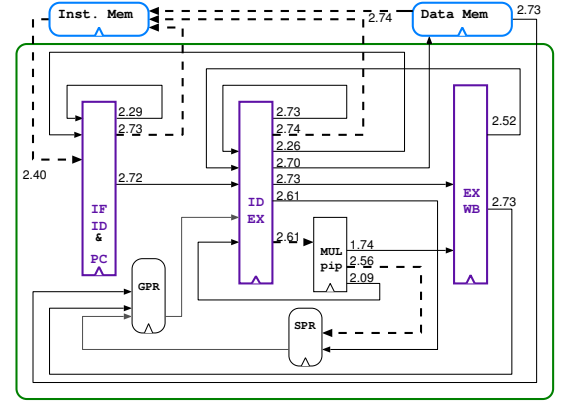 Inst. Mem
Data Mem
2.73
2.74
2.29
2.73
2.73
2.74
2.52
2.26
2.70
2.40
2.72
2.73
2.61
IF
ID
&
PC
ID
EX
EX
WB
2.73
2.61
MUL
pip
1.74
2.56
2.09
GPR
SPR